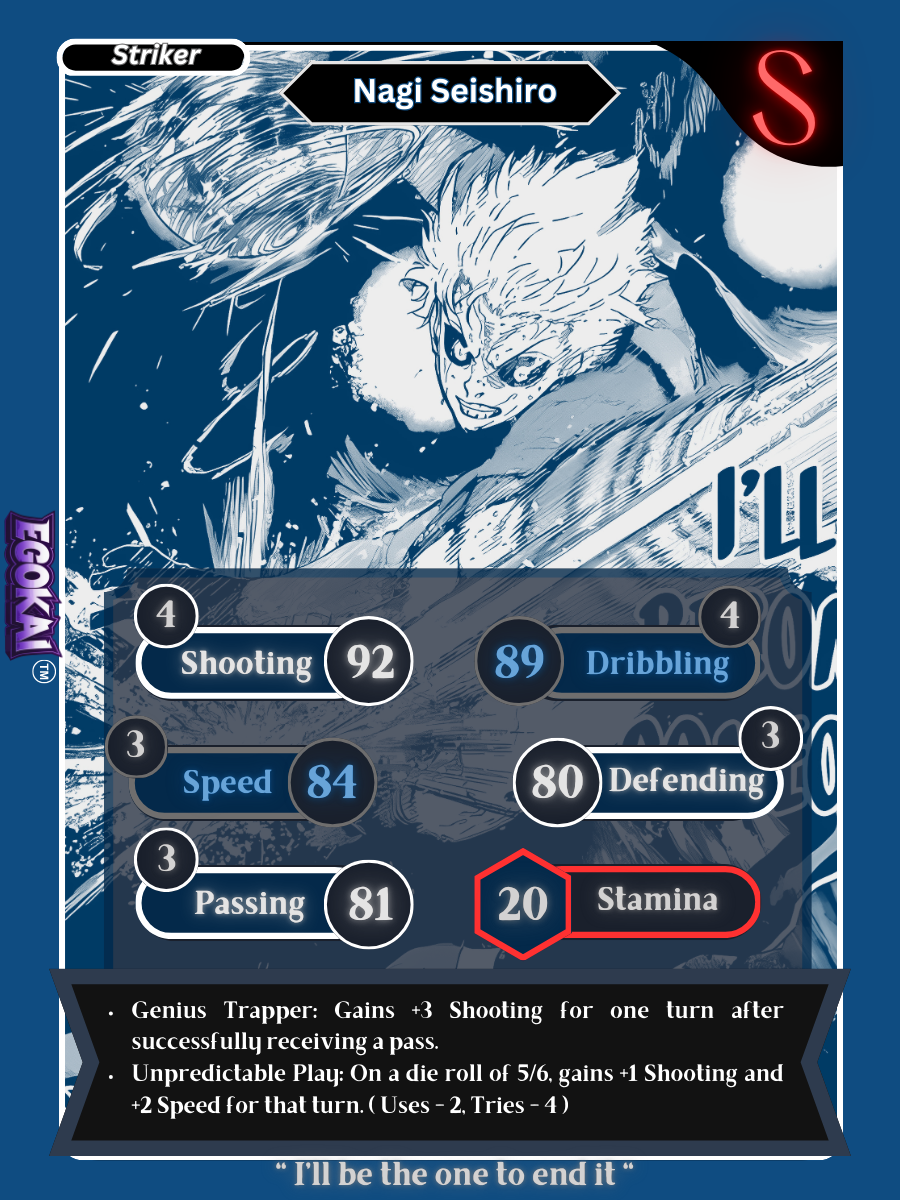 Striker
Nagi Seishiro
S
I'LL
EGOKAI
TM
4
Shooting 92
4
89 Dribbling
3
Speed 84
3
80 Defending
3
Passing 81
20 Stamina
• Genius Trapper: Gains +3 Shooting for one turn after
successfully receiving a pass.
• Unpredictable Play: On a die roll of 5/6, gains +1 Shooting and
+2 Speed for that turn. ( Uses - 2, Tries - 4 )
“ I'll be the one to end it “